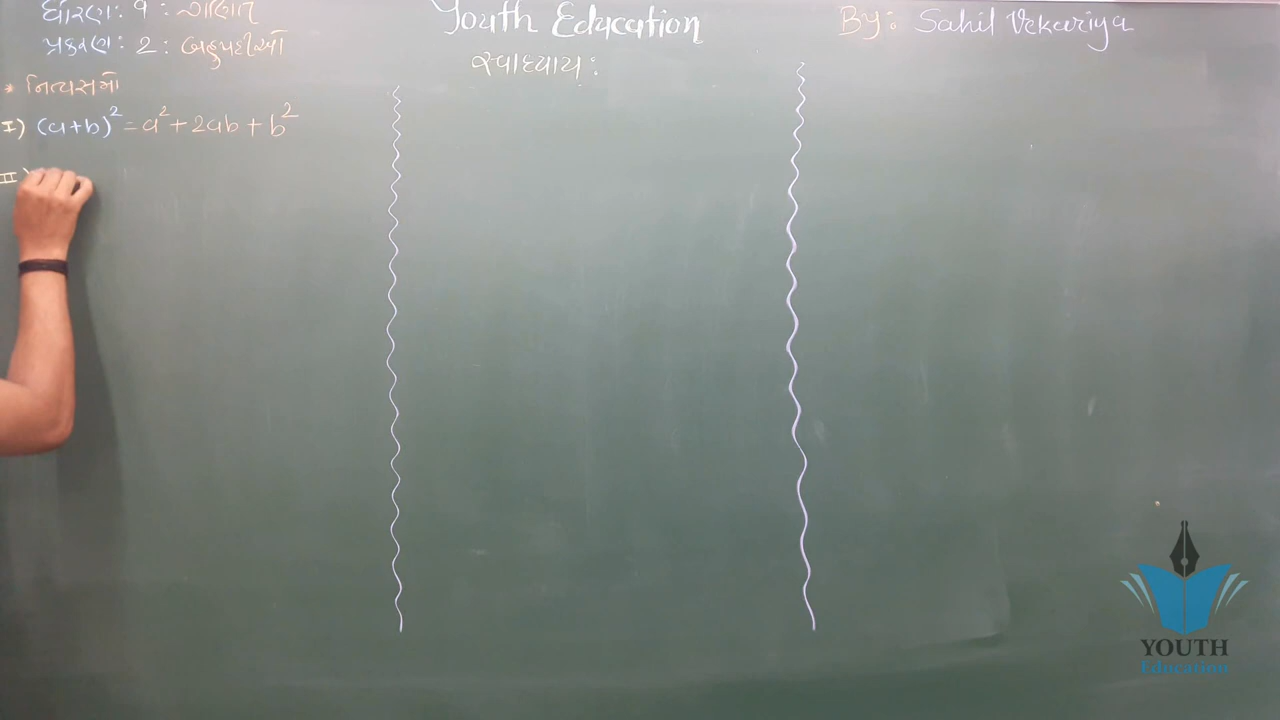 ધોરણ: 9 : ગણિત
પ્રકરણ: 2 : બહુપદીઓ
* નિત્યસમો
I) (a+b)² = a² + 2ab + b²
II)
Youth Education
સ્વાધ્યાય:
By: Sahil Vekariya
YOUTH
Education